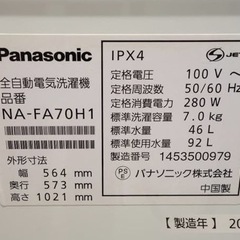 Panasonic
全自動電気洗濯機
品番
NA-FA70H1
外形寸法
幅 564 mm
奥行 573 mm
高さ 1021 mm
IPX4
定格電圧 100 V
定格周波数 50/60 Hz
定格消費電力 280 W
標準洗濯容量 7.0 kg
標準水量 46 L
標準使用水量 92 L
製造番号 1453500979
PS E パナソニック株式会社
中国製
【製造年】 20